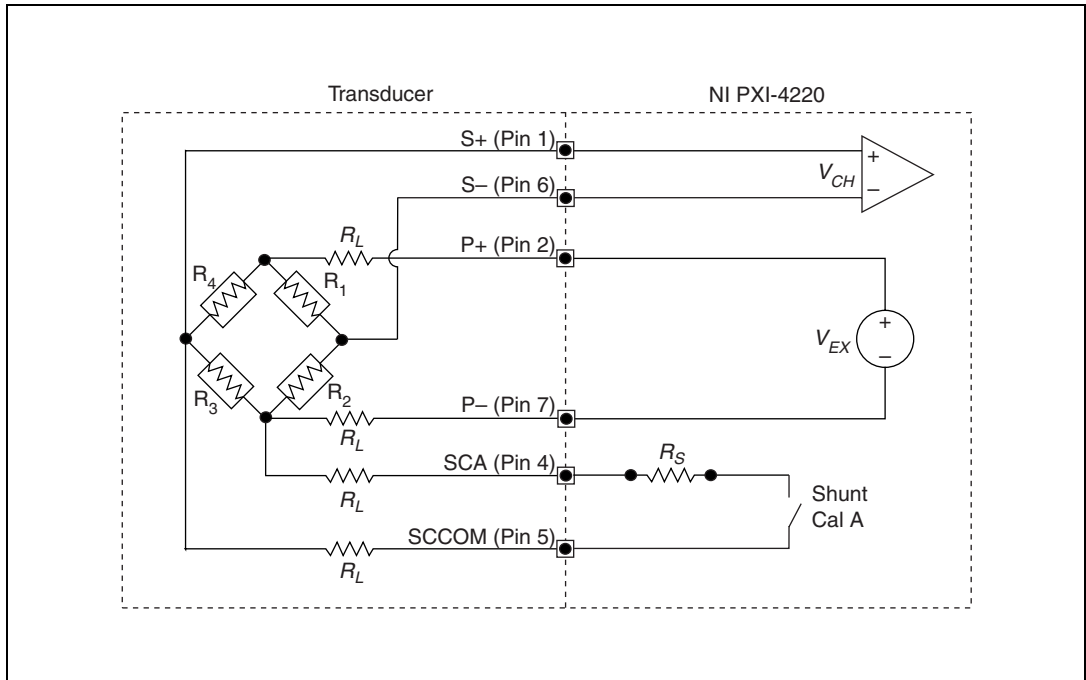 Transducer
NI PXI-4220
S+ (Pin 1)
+
V_CH
S– (Pin 6)
–
R_L
P+ (Pin 2)
R_4
R_1
+
V_EX
–
R_3
R_2
P– (Pin 7)
R_L
SCA (Pin 4)
R_S
R_L
Shunt
Cal A
SCCOM (Pin 5)
R_L